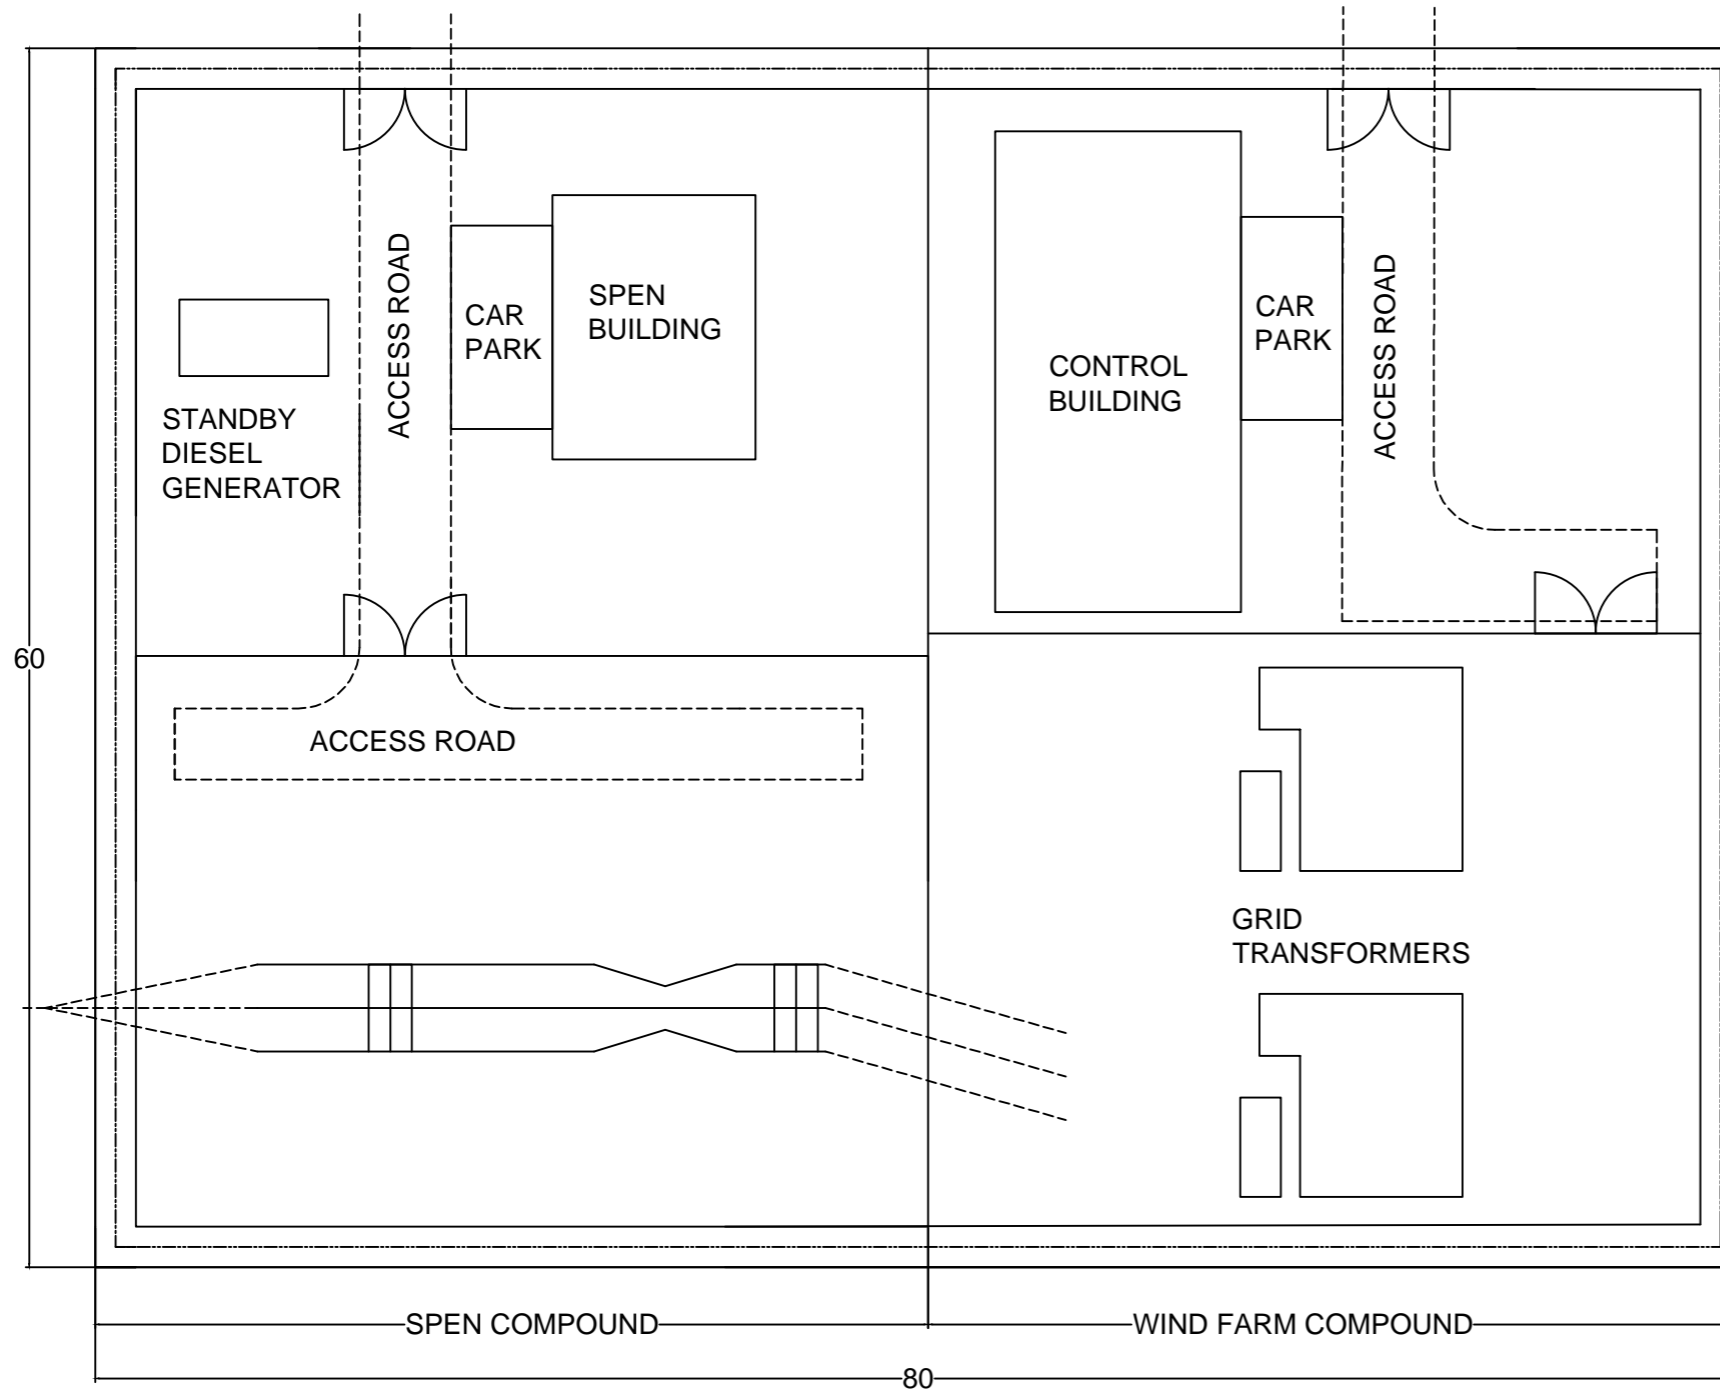 ACCESS ROAD
CAR
PARK
SPEN
BUILDING
STANDBY
DIESEL
GENERATOR
CONTROL
BUILDING
CAR
PARK
ACCESS ROAD
60
ACCESS ROAD
GRID
TRANSFORMERS
SPEN COMPOUND
WIND FARM COMPOUND
80